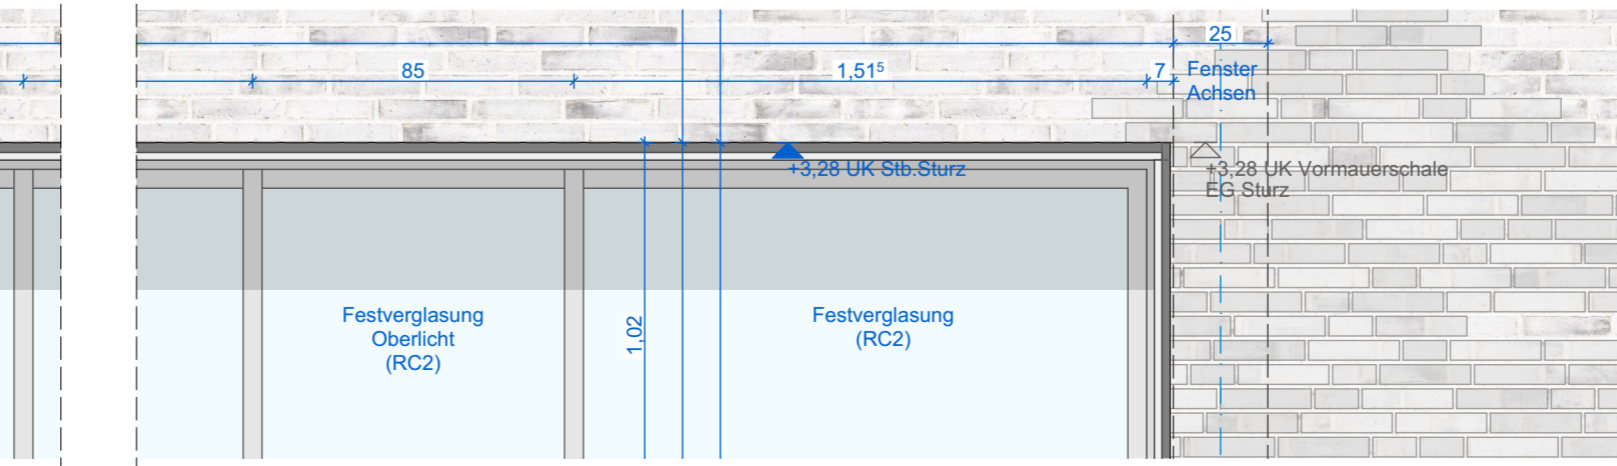 25
85
1,51⁵
7
Fenster
Achsen
+3,28 UK Stb.Sturz
+3,28 UK Vormauerschale
EG Sturz
Festverglasung
Oberlicht
(RC2)
1,02
Festverglasung
(RC2)